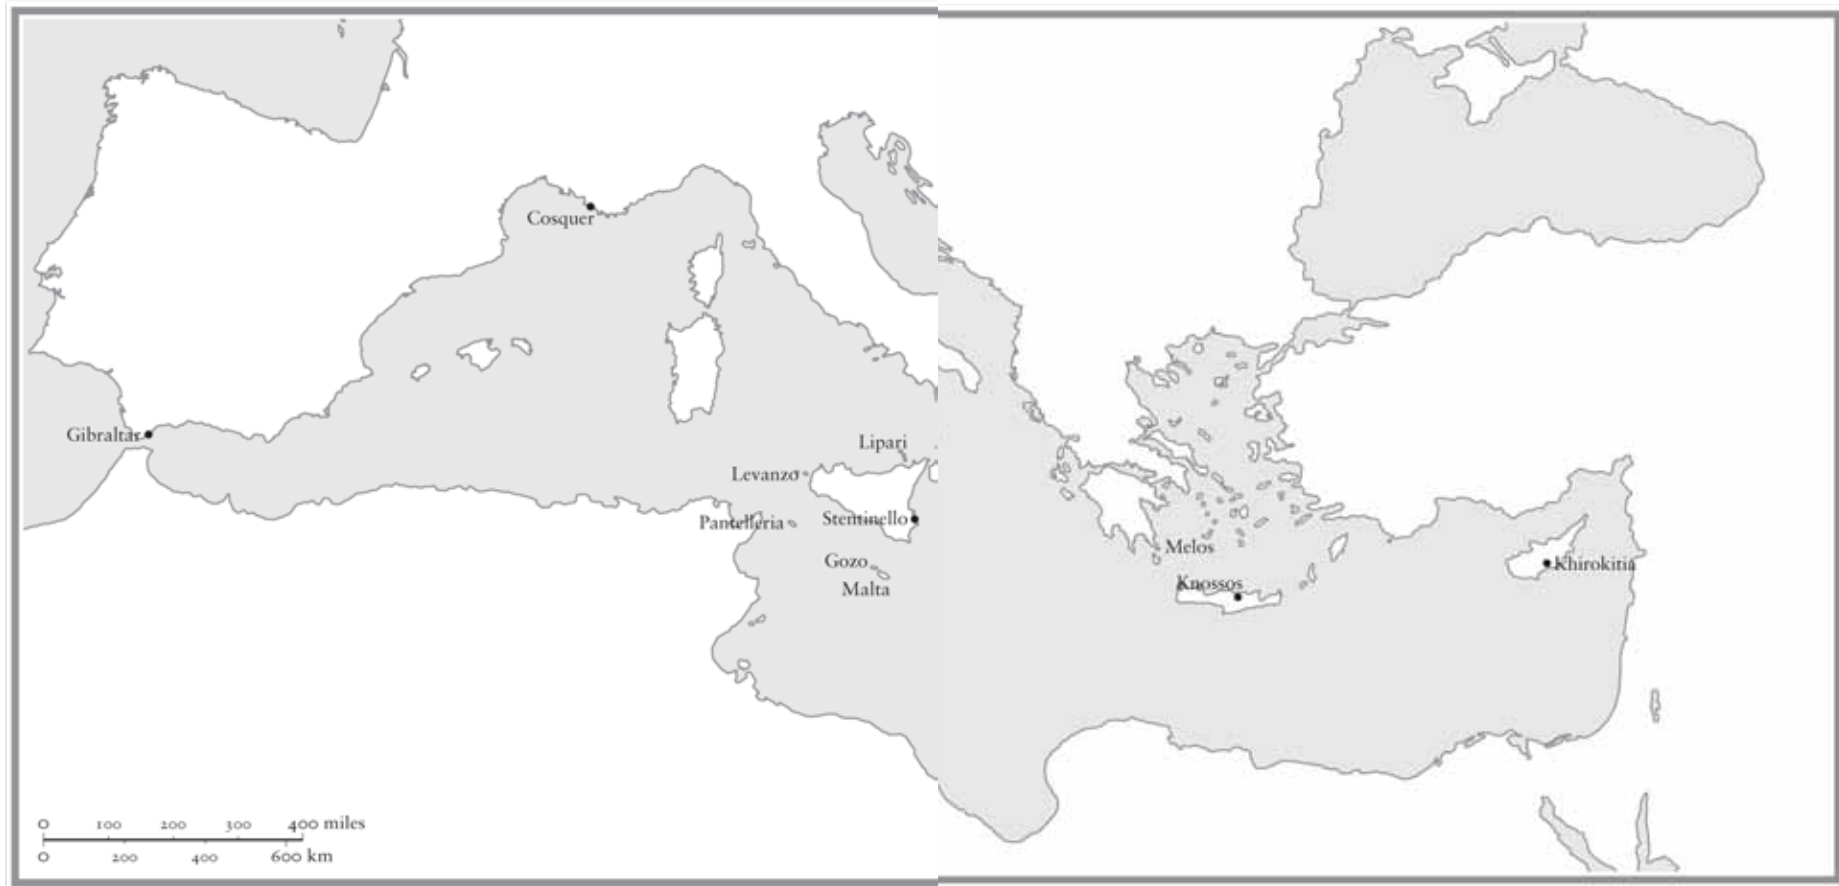 Cosquer
Gibraltar
Lipari
Levanzo
Pantelleria
Stentinello
Gozo
Malta
Melos
Knossos
Khirokitia
0 100 200 300 400 miles
0 200 400 600 km